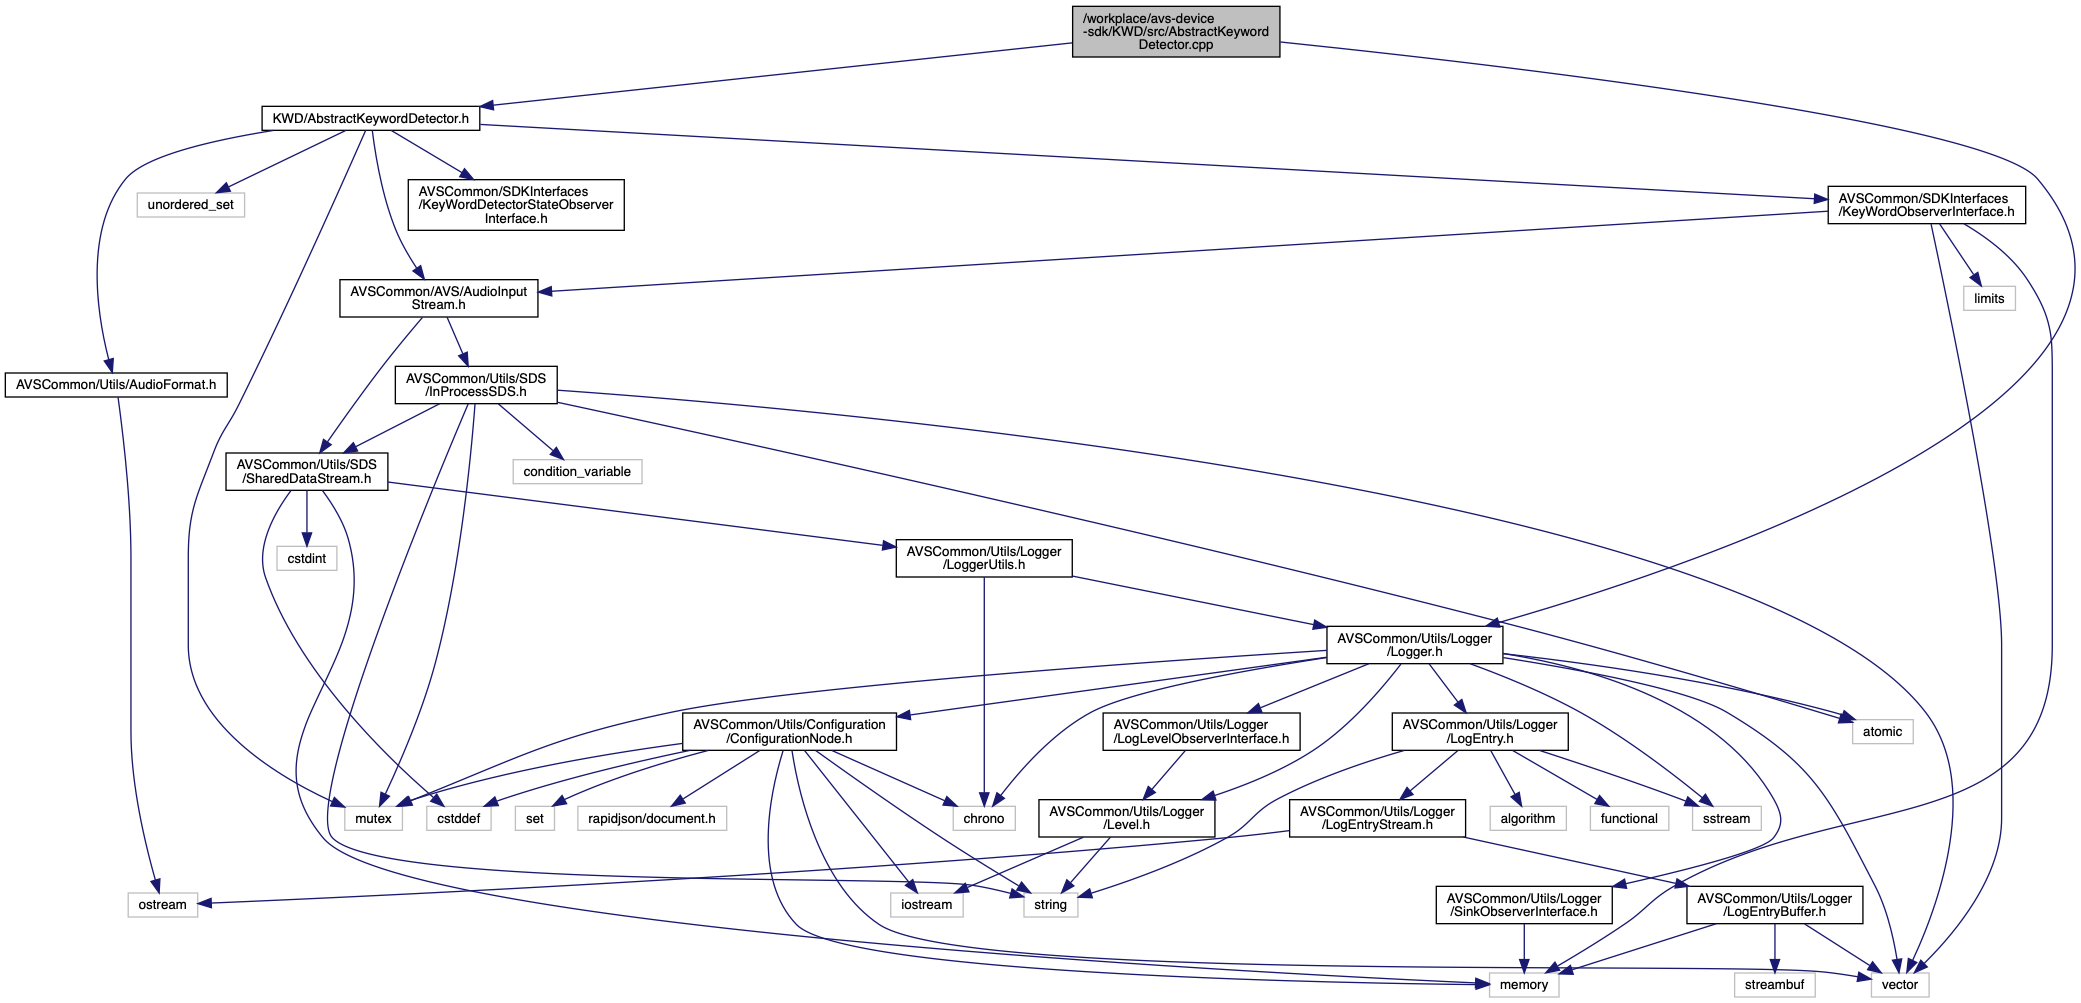 /workplace/avs-device
-sdk/KWD/src/AbstractKeyword
Detector.cpp
KWD/AbstractKeywordDetector.h
unordered_set
AVSCommon/SDKInterfaces
/KeyWordDetectorStateObserver
Interface.h
AVSCommon/SDKInterfaces
/KeyWordObserverInterface.h
AVSCommon/AVS/AudioInput
Stream.h
limits
AVSCommon/Utils/AudioFormat.h
AVSCommon/Utils/SDS
/InProcessSDS.h
AVSCommon/Utils/SDS
/SharedDataStream.h
condition_variable
cstdint
AVSCommon/Utils/Logger
/LoggerUtils.h
AVSCommon/Utils/Logger
/Logger.h
AVSCommon/Utils/Configuration
/ConfigurationNode.h
AVSCommon/Utils/Logger
/LogLevelObserverInterface.h
AVSCommon/Utils/Logger
/LogEntry.h
atomic
mutex
cstddef
set
rapidjson/document.h
chrono
AVSCommon/Utils/Logger
/Level.h
AVSCommon/Utils/Logger
/LogEntryStream.h
algorithm
functional
sstream
ostream
iostream
string
AVSCommon/Utils/Logger
/SinkObserverInterface.h
AVSCommon/Utils/Logger
/LogEntryBuffer.h
memory
streambuf
vector